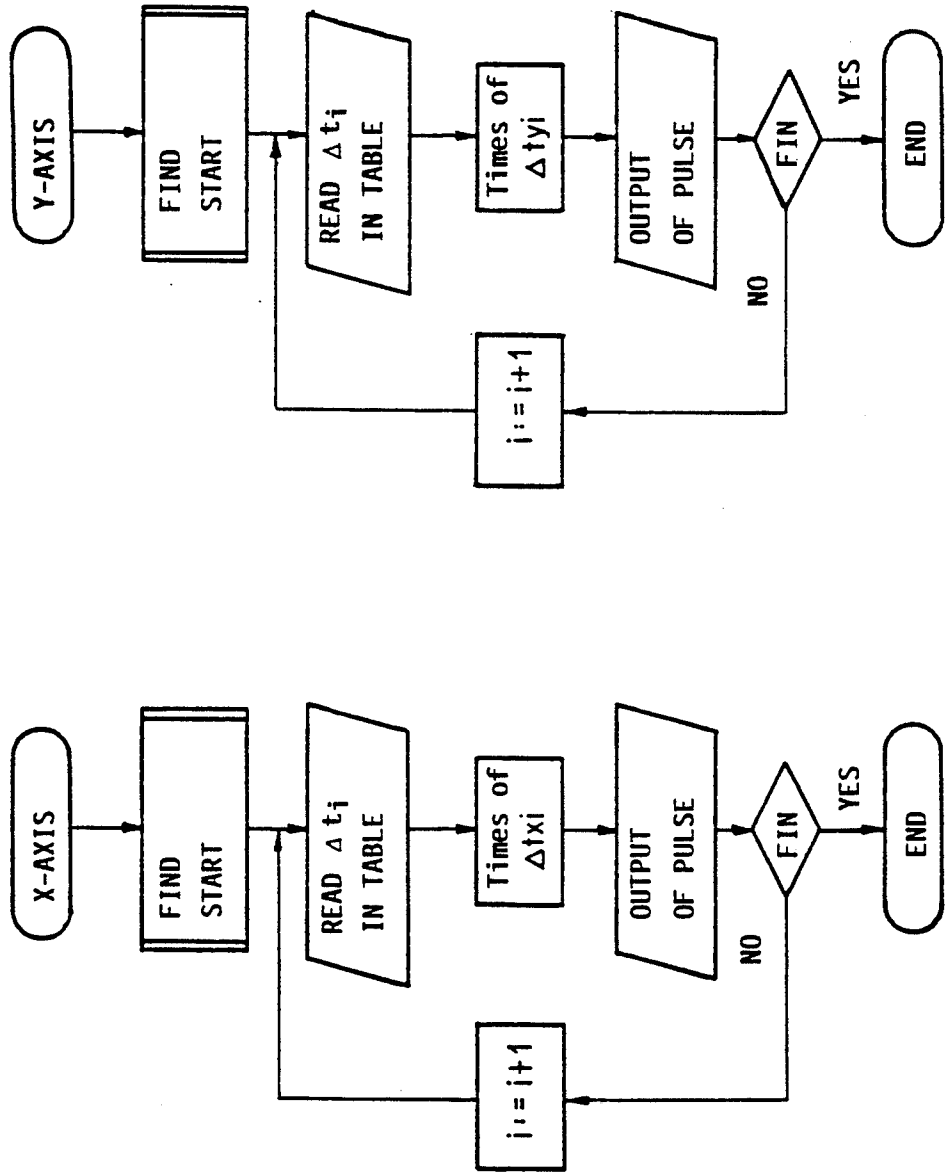 X-AXIS
FIND
START
READ Δ ti
IN TABLE
Times of
Δtxi
OUTPUT
OF PULSE
FIN
NO
YES
END
i:=i+1
Y-AXIS
FIND
START
READ Δ ti
IN TABLE
Times of
Δtyi
OUTPUT
OF PULSE
FIN
NO
YES
END
i:=i+1